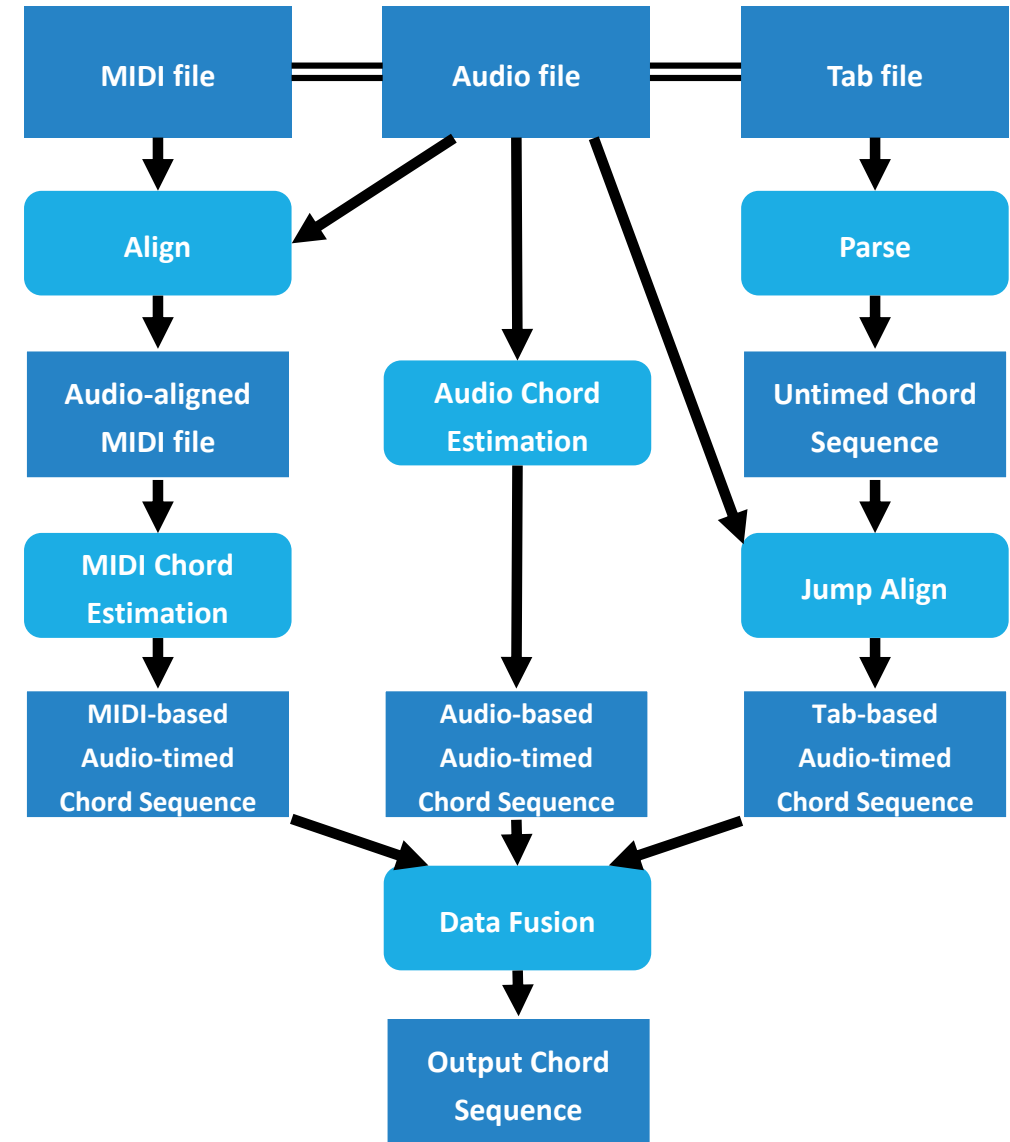 MIDI file
Audio file
Tab file
Align
Parse
Audio-aligned
MIDI file
Audio Chord
Estimation
Untimed Chord
Sequence
MIDI Chord
Estimation
Jump Align
MIDI-based
Audio-timed
Chord Sequence
Audio-based
Audio-timed
Chord Sequence
Tab-based
Audio-timed
Chord Sequence
Data Fusion
Output Chord
Sequence